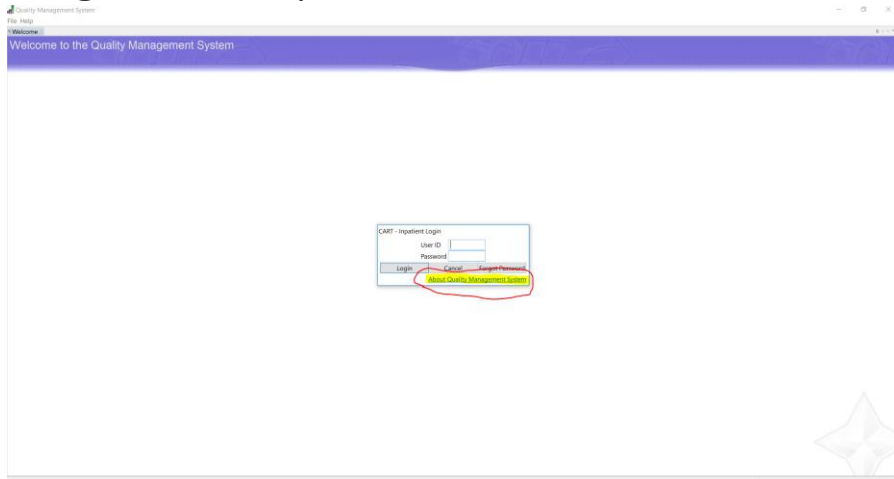 Quality Management System
File Help
Welcome
Welcome to the Quality Management System
CART - Inpatient Login
User ID
Password
Login Cancel Forgot Password
About Quality Management System